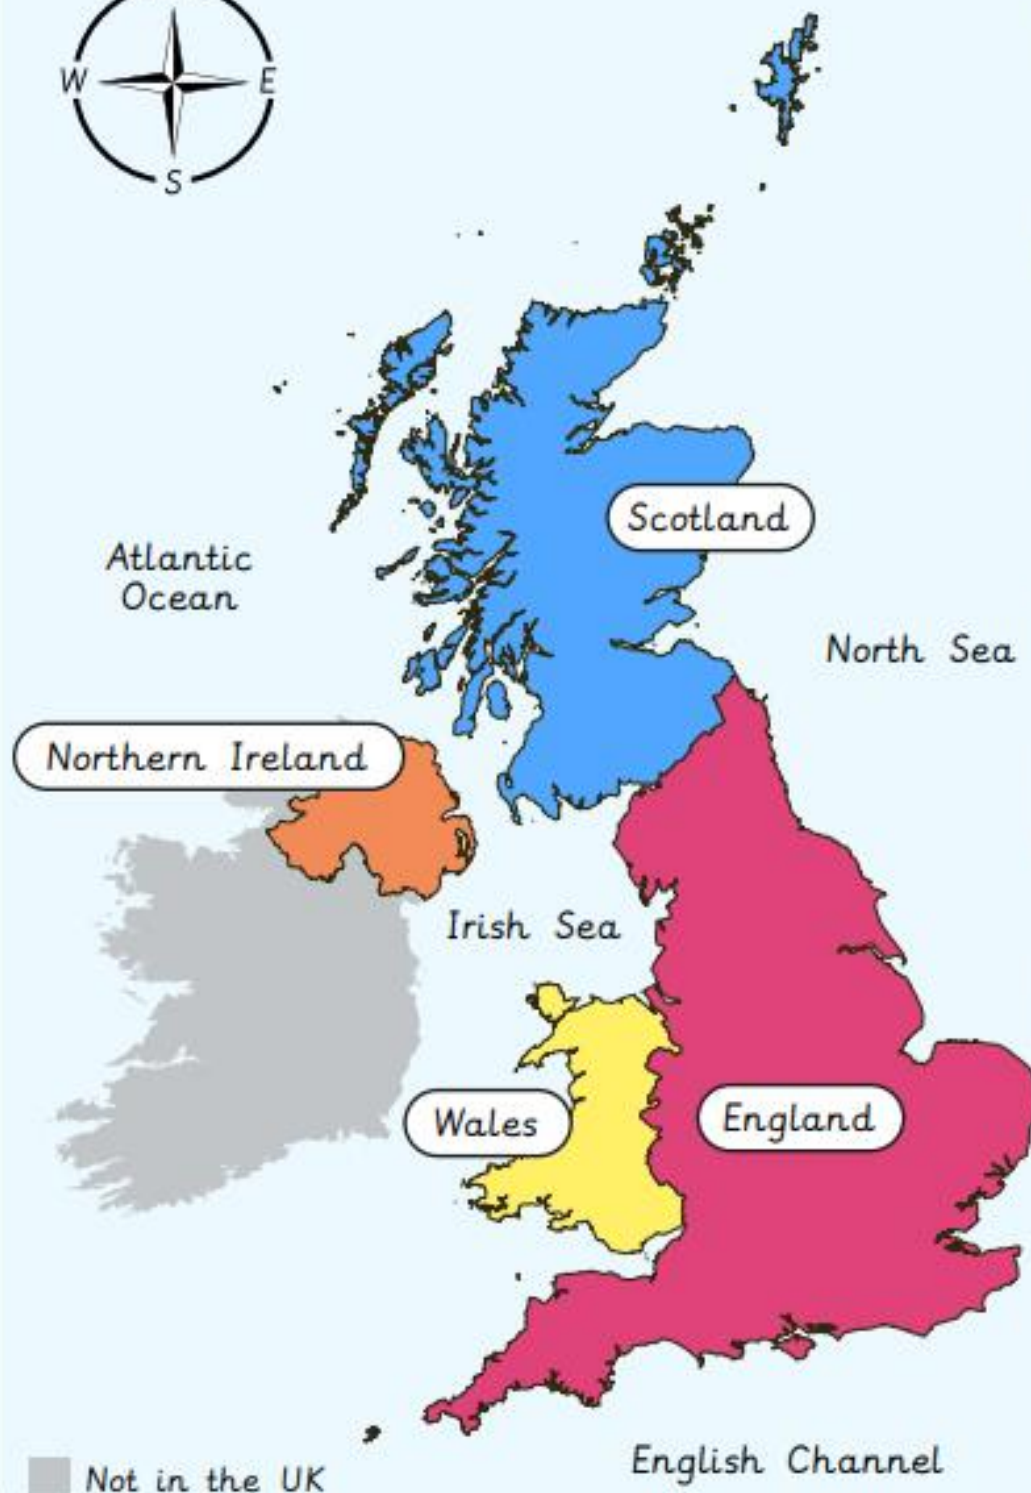 W
E
S
Scotland
Atlantic
Ocean
North Sea
Northern Ireland
Irish Sea
Wales
England
English Channel
Not in the UK